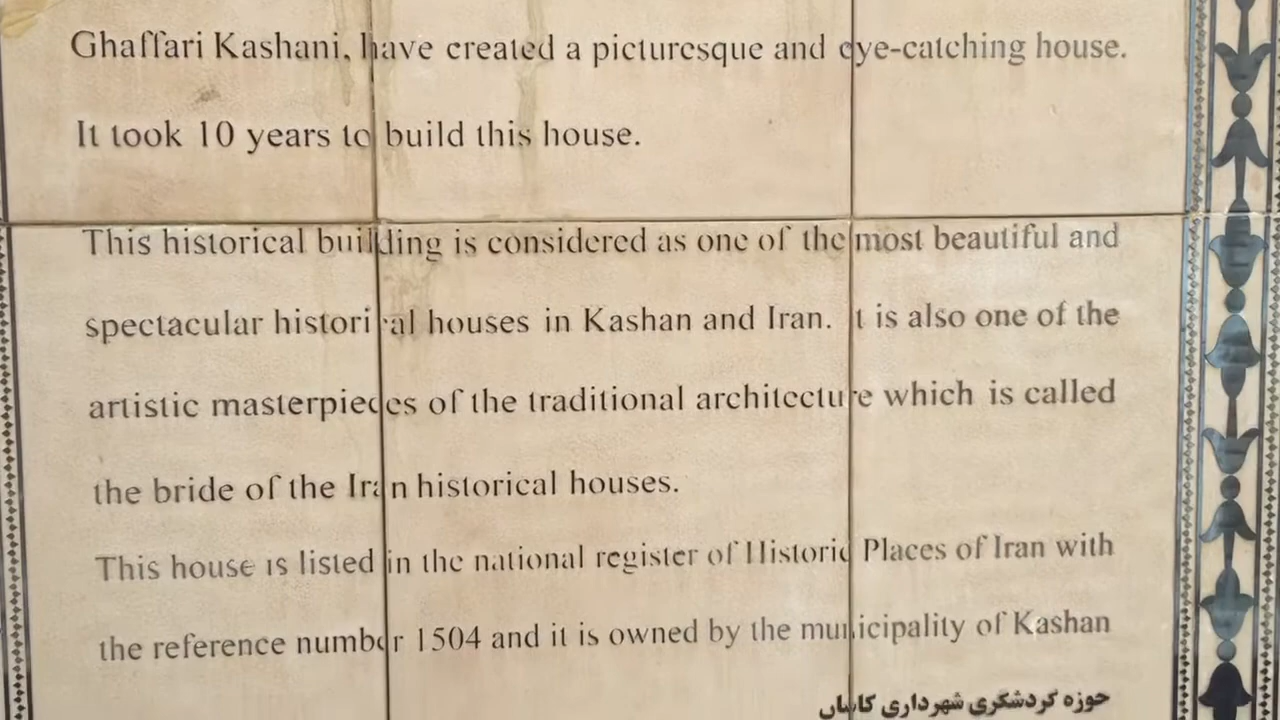 Ghaffari Kashani, have created a picturesque and eye-catching house.
It took 10 years to build this house.
This historical building is considered as one of the most beautiful and
spectacular historical houses in Kashan and Iran. It is also one of the
artistic masterpieces of the traditional architecture which is called
the bride of the Iran historical houses.
This house is listed in the national register of Historic Places of Iran with
the reference number 1504 and it is owned by the municipality of Kashan
حوزه گردشگری شهرداری کاشان